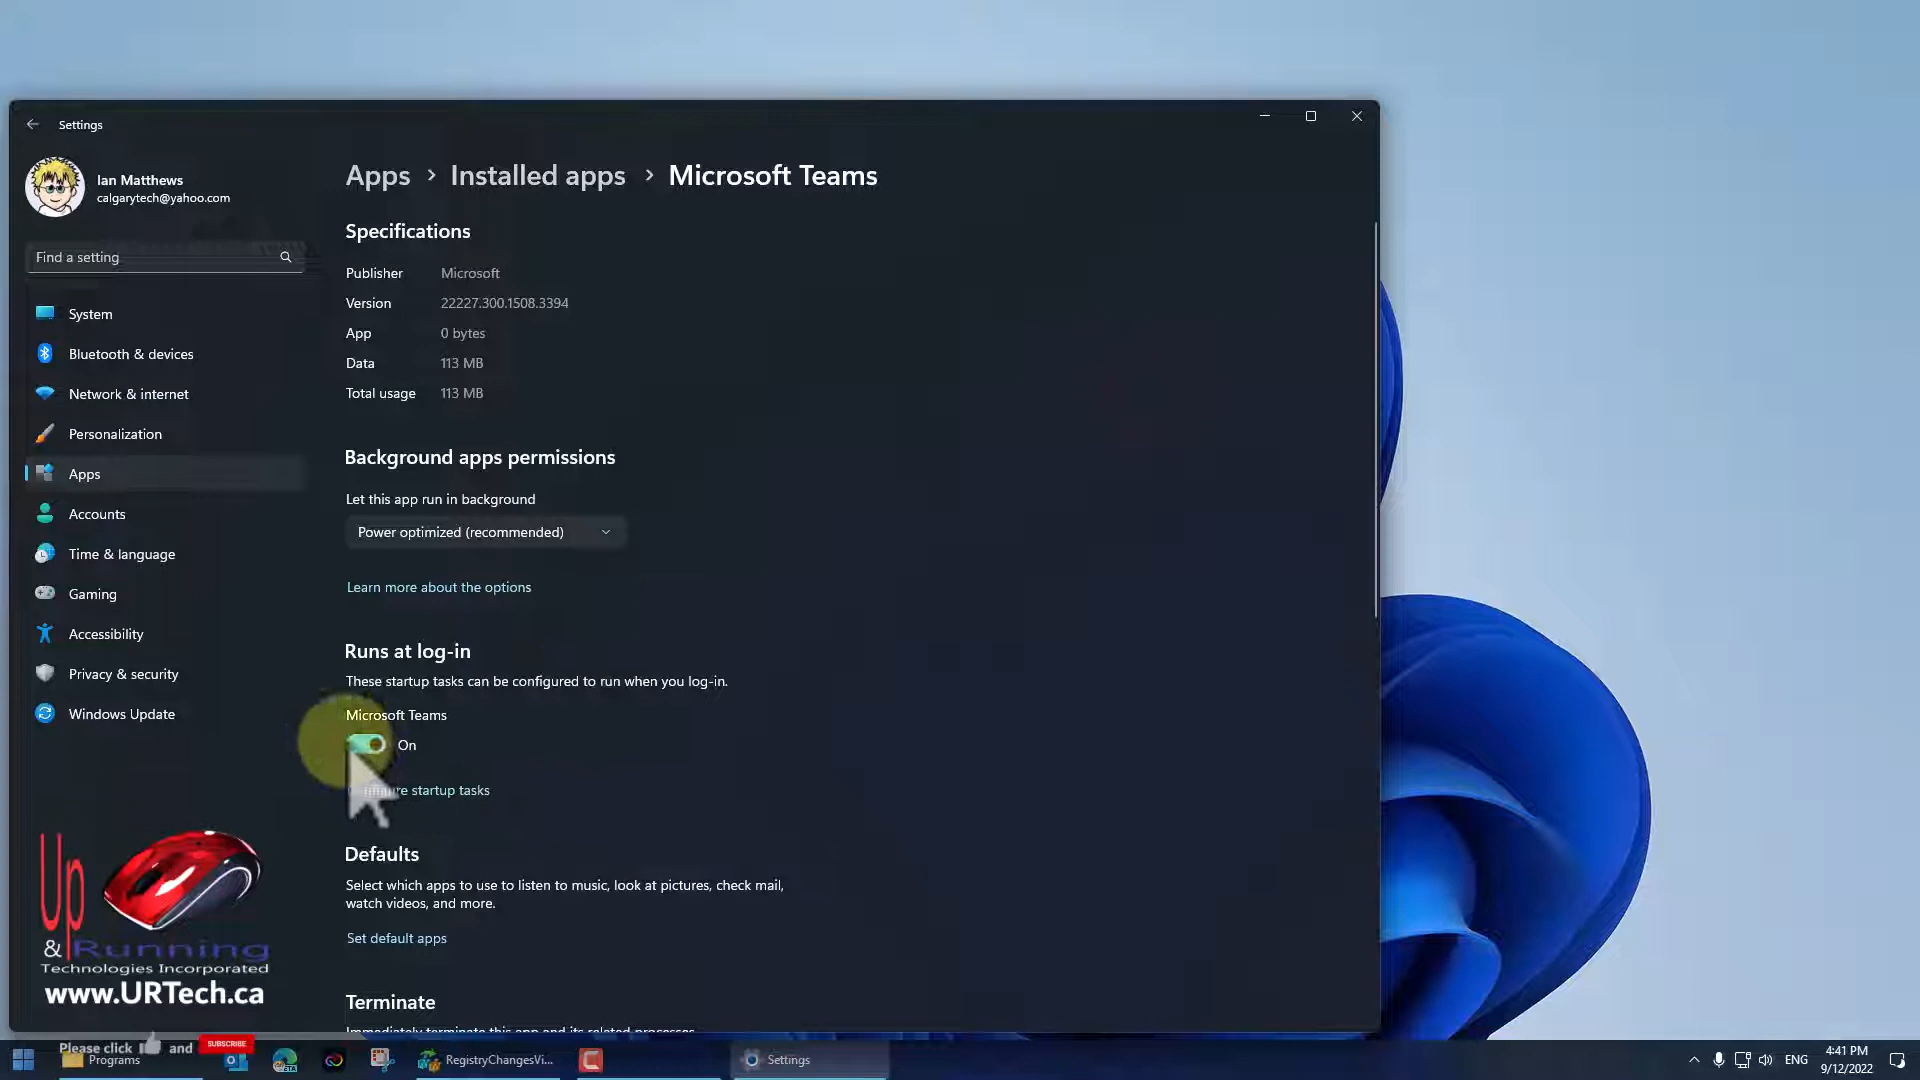 Settings
Ian Matthews
calgarytech@yahoo.com
Find a setting
System
Bluetooth & devices
Network & internet
Personalization
Apps
Accounts
Time & language
Gaming
Accessibility
Privacy & security
Windows Update
Apps > Installed apps > Microsoft Teams
Specifications
Publisher Microsoft
Version 22227.300.1508.3394
App 0 bytes
Data 113 MB
Total usage 113 MB
Background apps permissions
Let this app run in background
Power optimized (recommended)
Learn more about the options
Runs at log-in
These startup tasks can be configured to run when you log-in.
Microsoft Teams
On
startup tasks
Defaults
Select which apps to use to listen to music, look at pictures, check mail,
watch videos, and more.
Set default apps
Terminate
Immediately terminate this app and its related processes.
Up
& Running
Technologies Incorporated
www.URTech.ca
Please click and SUBSCRIBE
Programs
BETA
RegistryChangesVi...
Settings
ENG
4:41 PM
9/12/2022